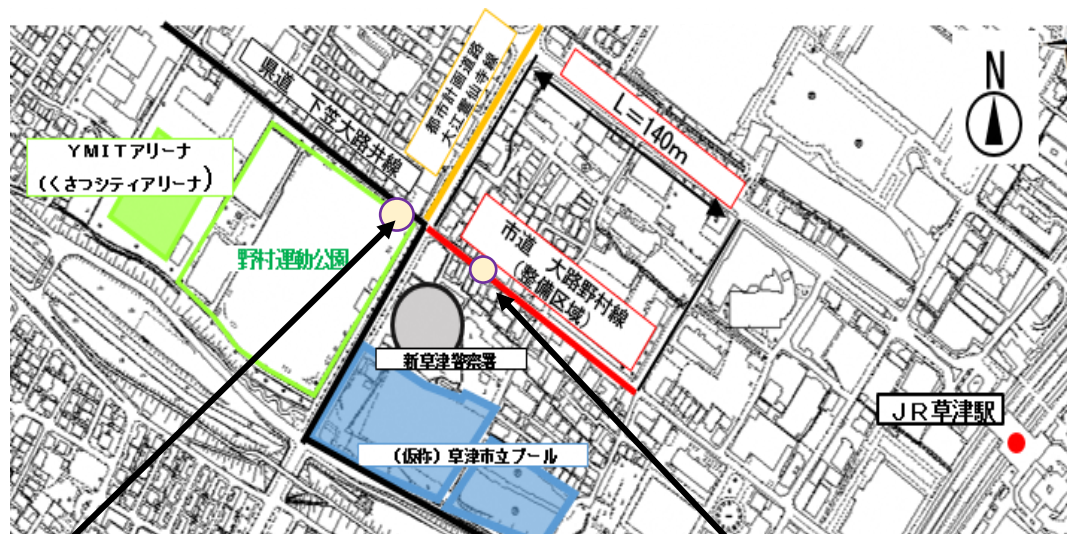 N
都市計画道路
大江霊仙寺線
L=140m
県道 下笠大路井線
YMITアリーナ
(くさつシティアリーナ)
市道 大路野村線
(整備区域)
野村運動公園
新草津警察署
JR草津駅
(仮称)草津市立プール